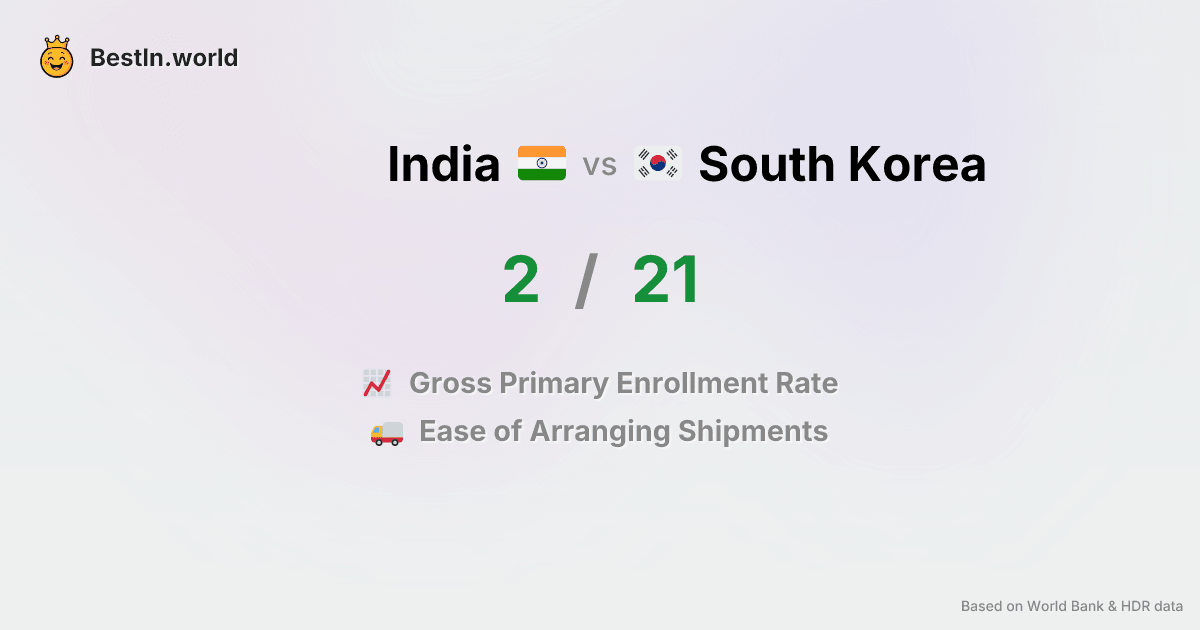 BestIn.world
India vs South Korea
2 / 21
Gross Primary Enrollment Rate
Ease of Arranging Shipments
Based on World Bank & HDR data